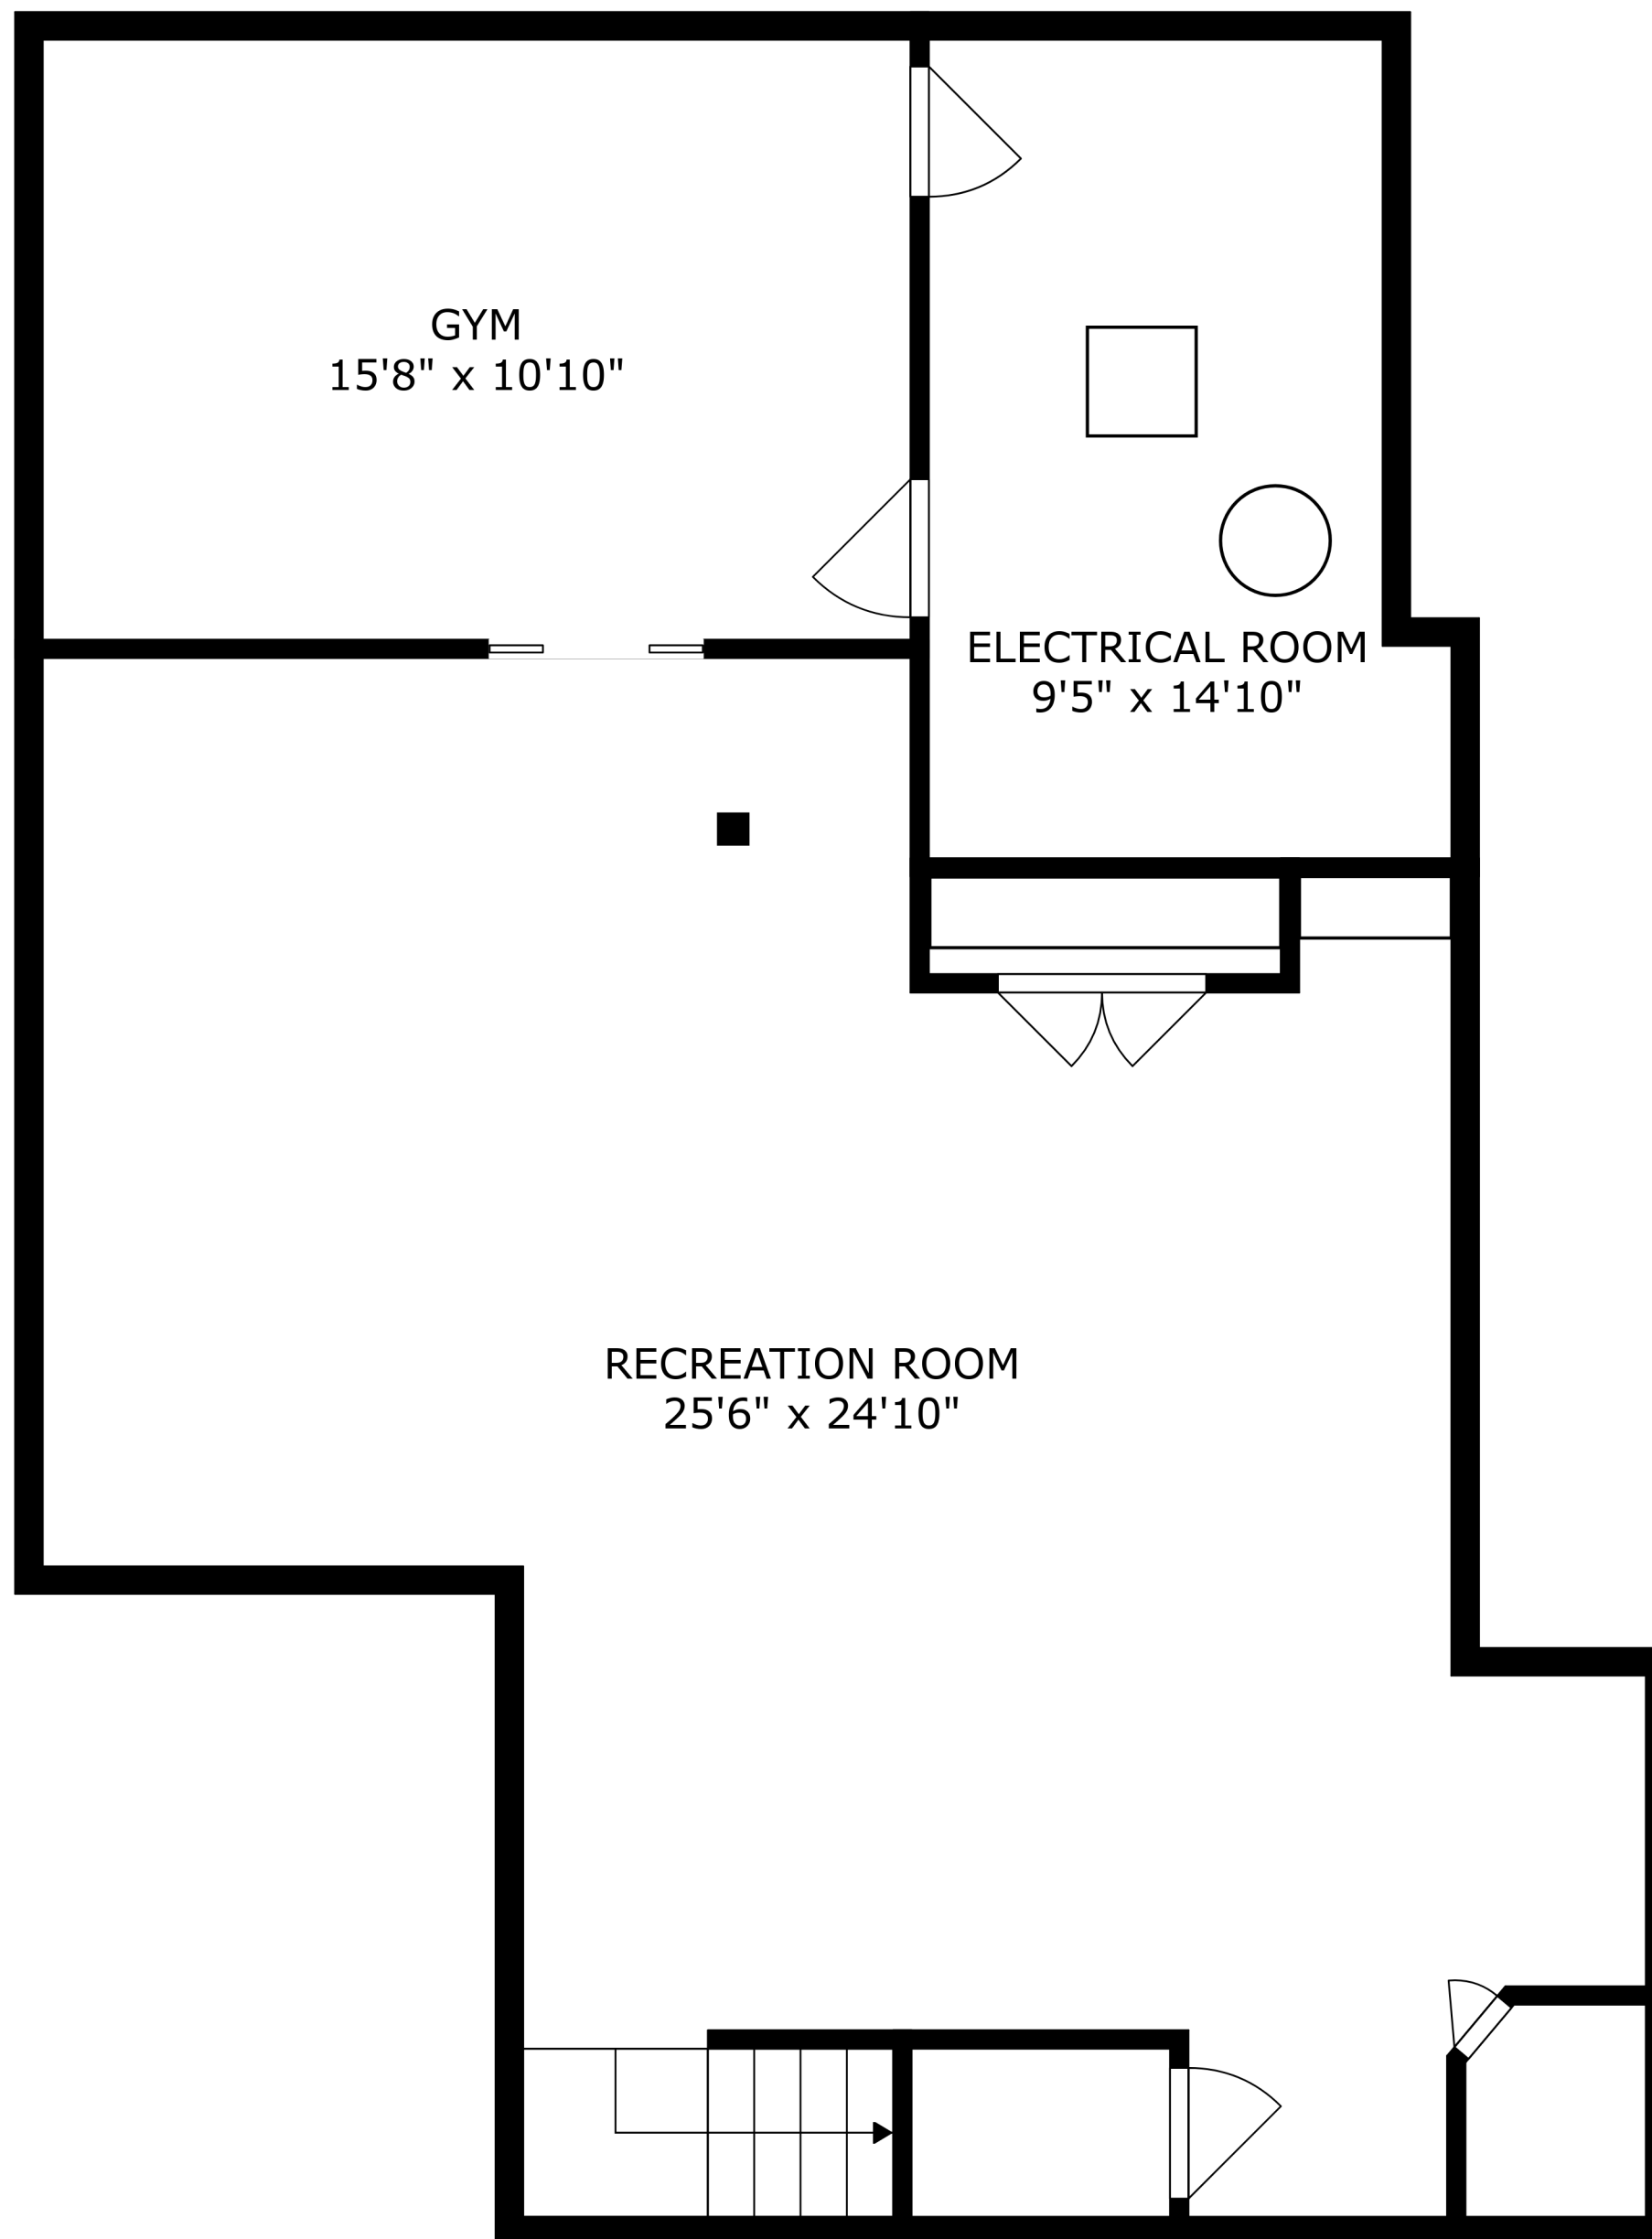 GYM
15'8" x 10'10"
ELECTRICAL ROOM
9'5" x 14'10"
RECREATION ROOM
25'6" x 24'10"